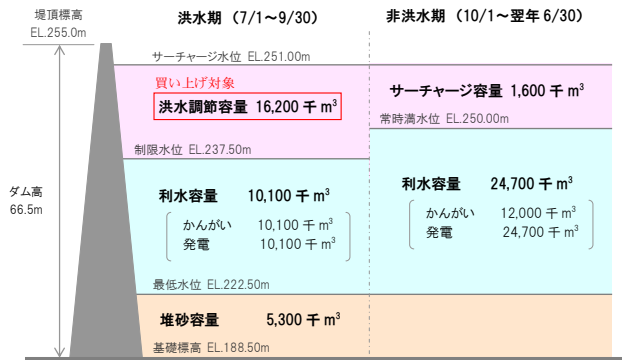 堤頂標高
EL.255.0m
洪水期（7/1～9/30）
非洪水期（10/1～翌年 6/30）
サーチャージ水位 EL.251.00m
買い上げ対象
洪水調節容量 16,200 千 m³
サーチャージ容量 1,600 千 m³
常時満水位 EL.250.00m
制限水位 EL.237.50m
ダム高
66.5m
利水容量 10,100 千 m³
かんがい 10,100 千 m³
発電 10,100 千 m³
利水容量 24,700 千 m³
かんがい 12,000 千 m³
発電 24,700 千 m³
最低水位 EL.222.50m
堆砂容量 5,300 千 m³
基礎標高 EL.188.50m